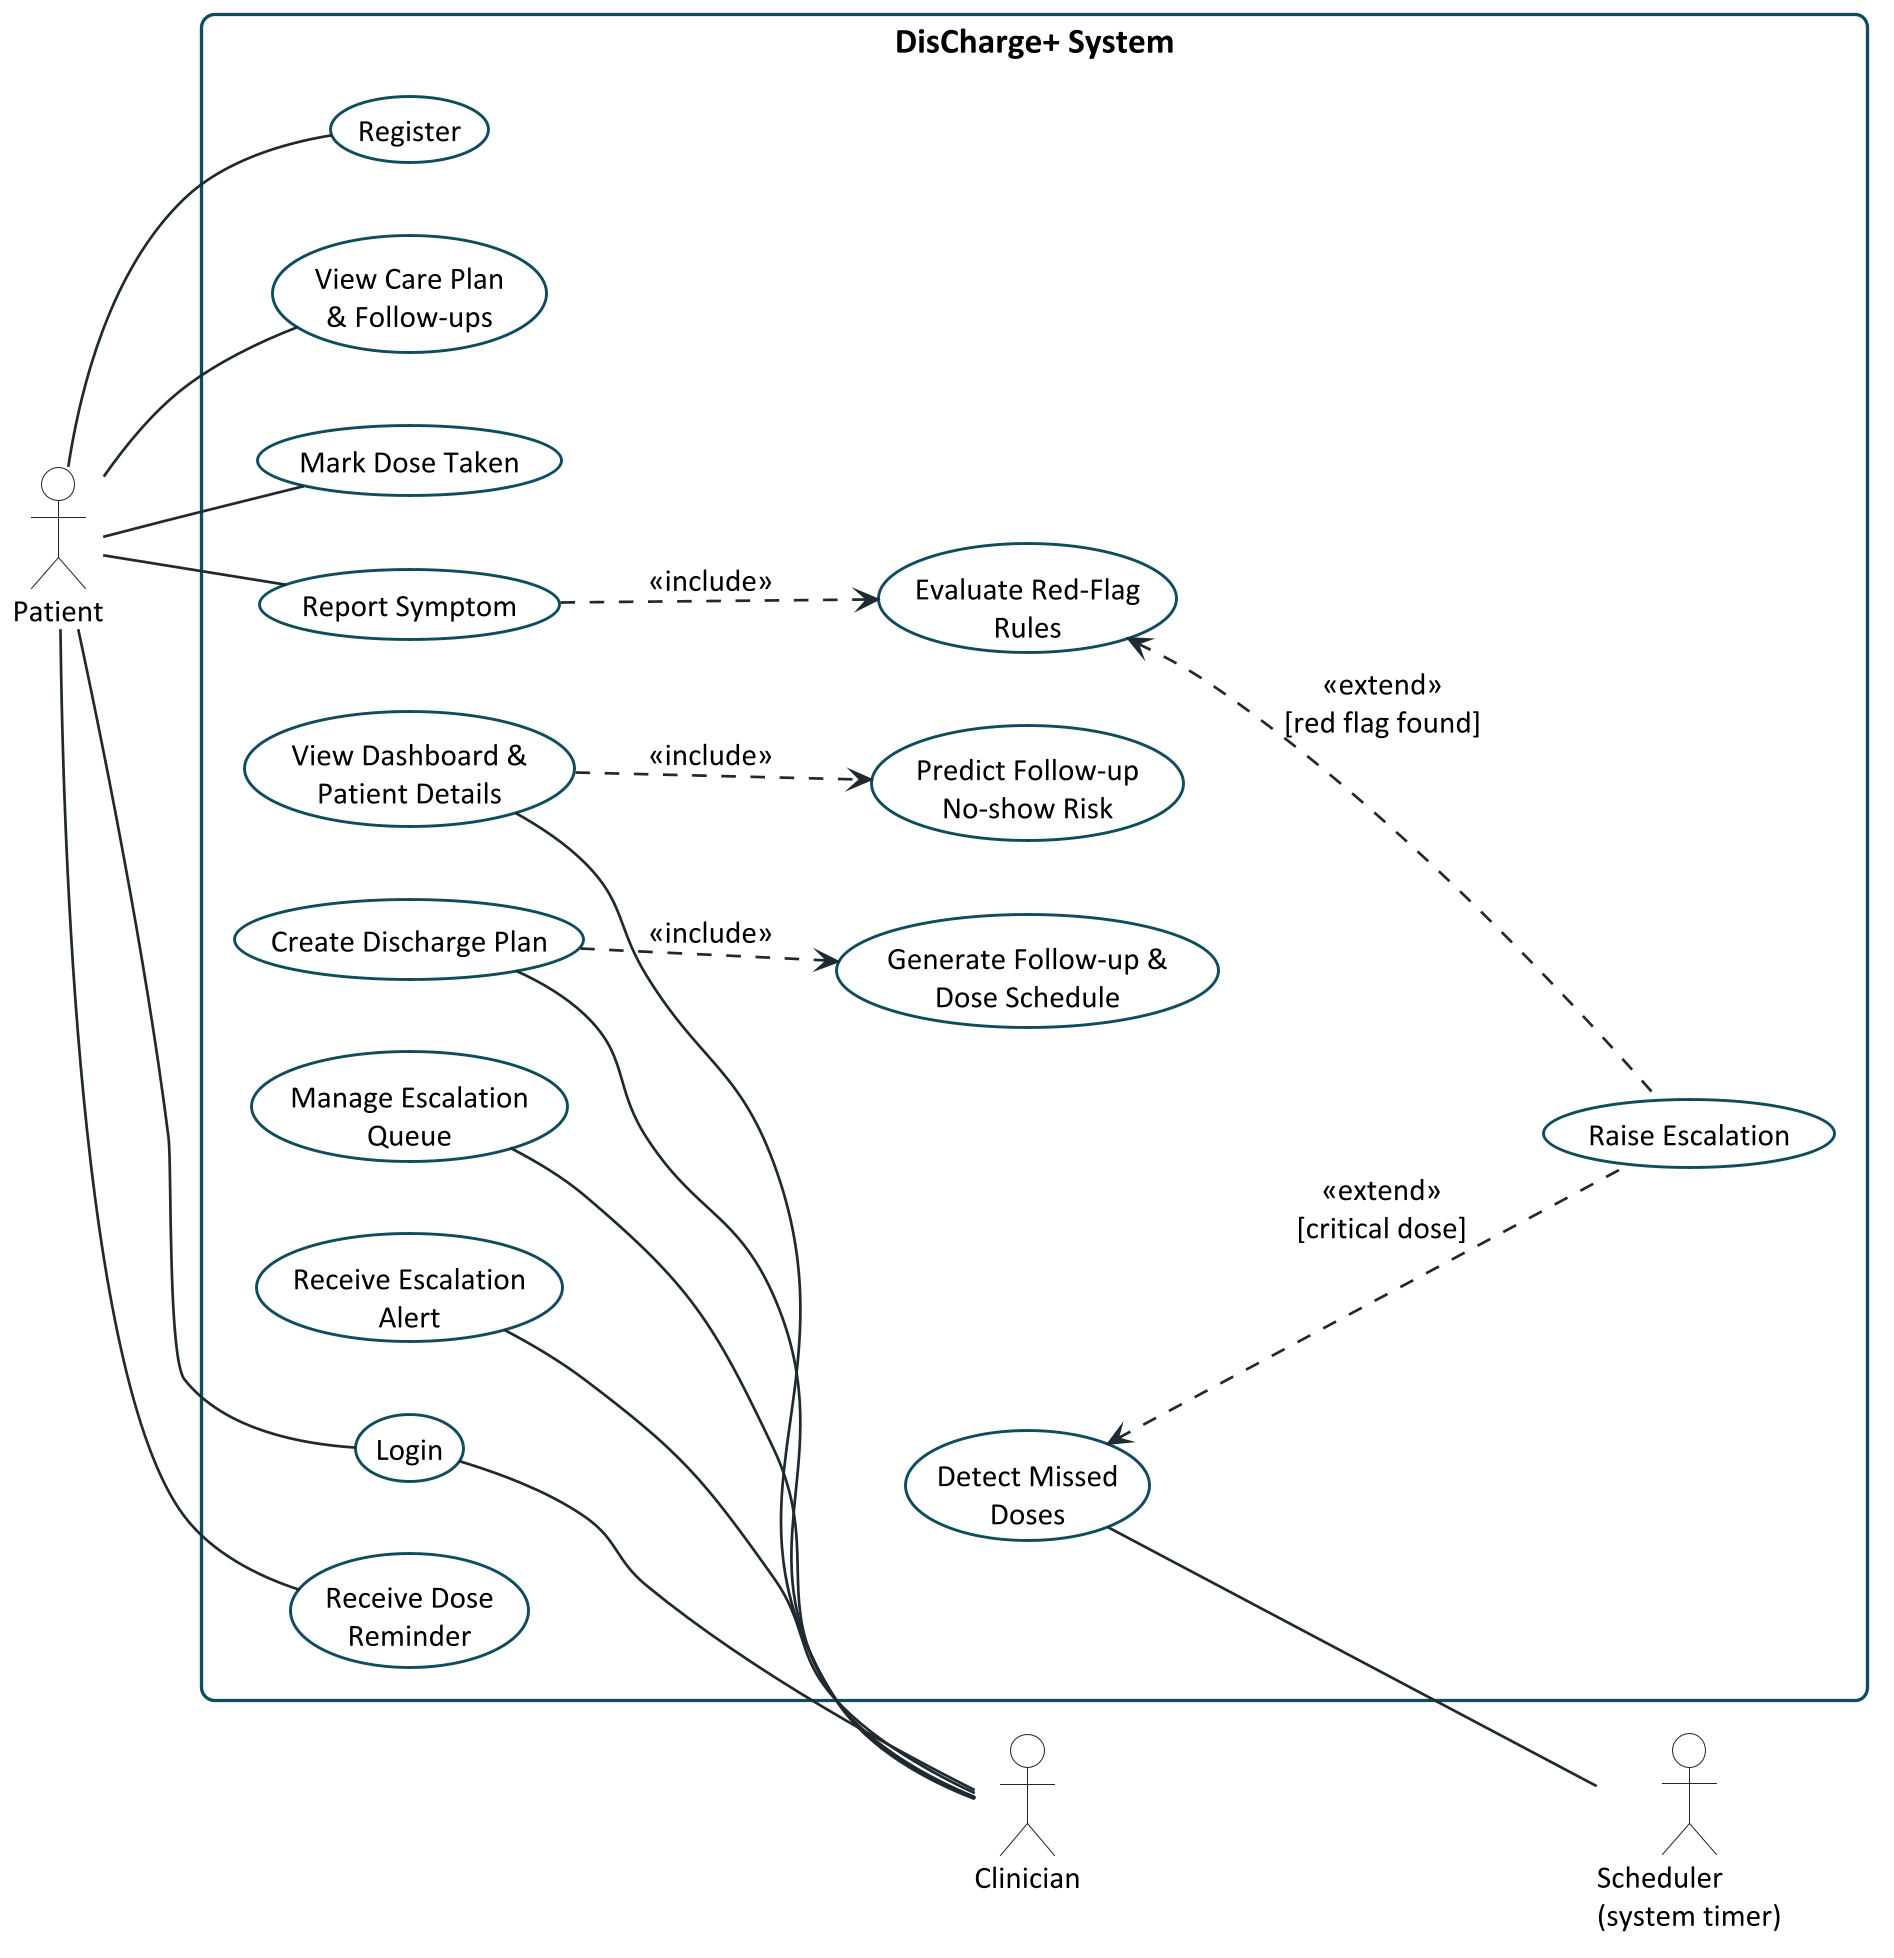 DisCharge+ System
Register
View Care Plan
& Follow-ups
Mark Dose Taken
Patient
Report Symptom
«include»
Evaluate Red-Flag
Rules
«extend»
[red flag found]
View Dashboard &
Patient Details
«include»
Predict Follow-up
No-show Risk
Create Discharge Plan
«include»
Generate Follow-up &
Dose Schedule
Manage Escalation
Queue
Raise Escalation
«extend»
[critical dose]
Receive Escalation
Alert
Login
Detect Missed
Doses
Receive Dose
Reminder
Clinician
Scheduler
(system timer)